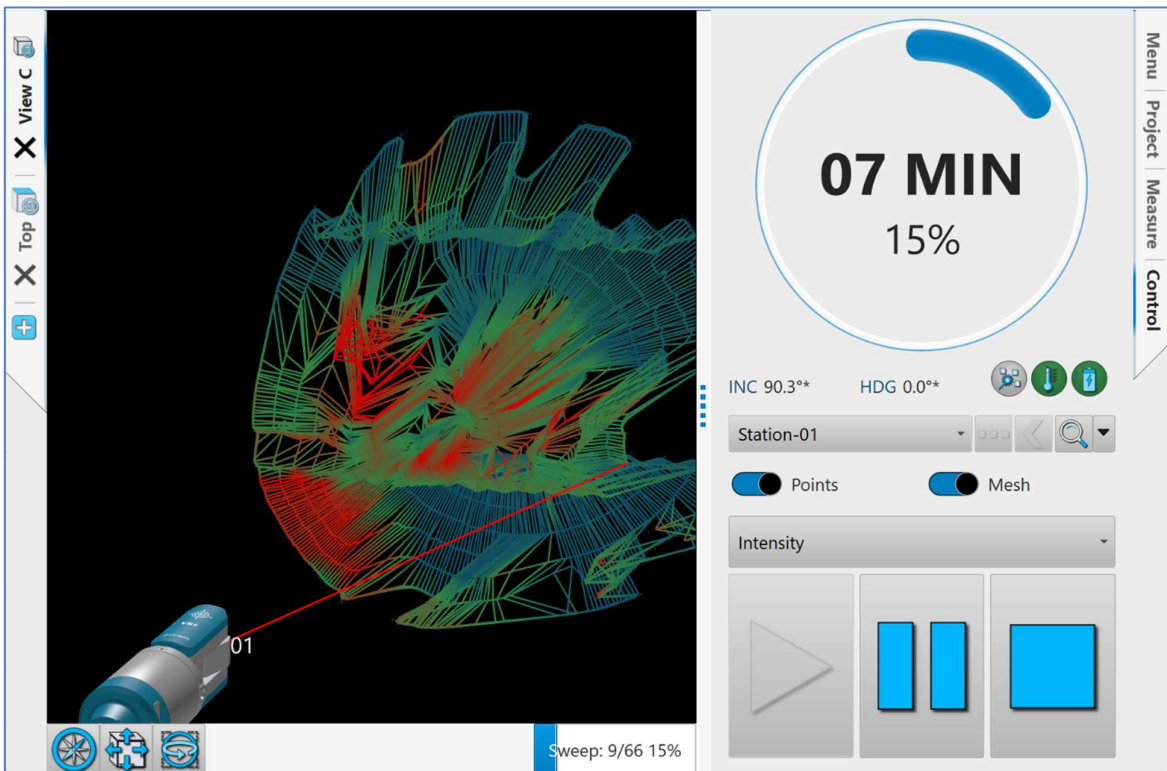 View C
Top
01
Sweep: 9/66 15%
07 MIN
15%
INC 90.3°*
HDG 0.0°*
Station-01
Points
Mesh
Intensity
Menu
Project
Measure
Control